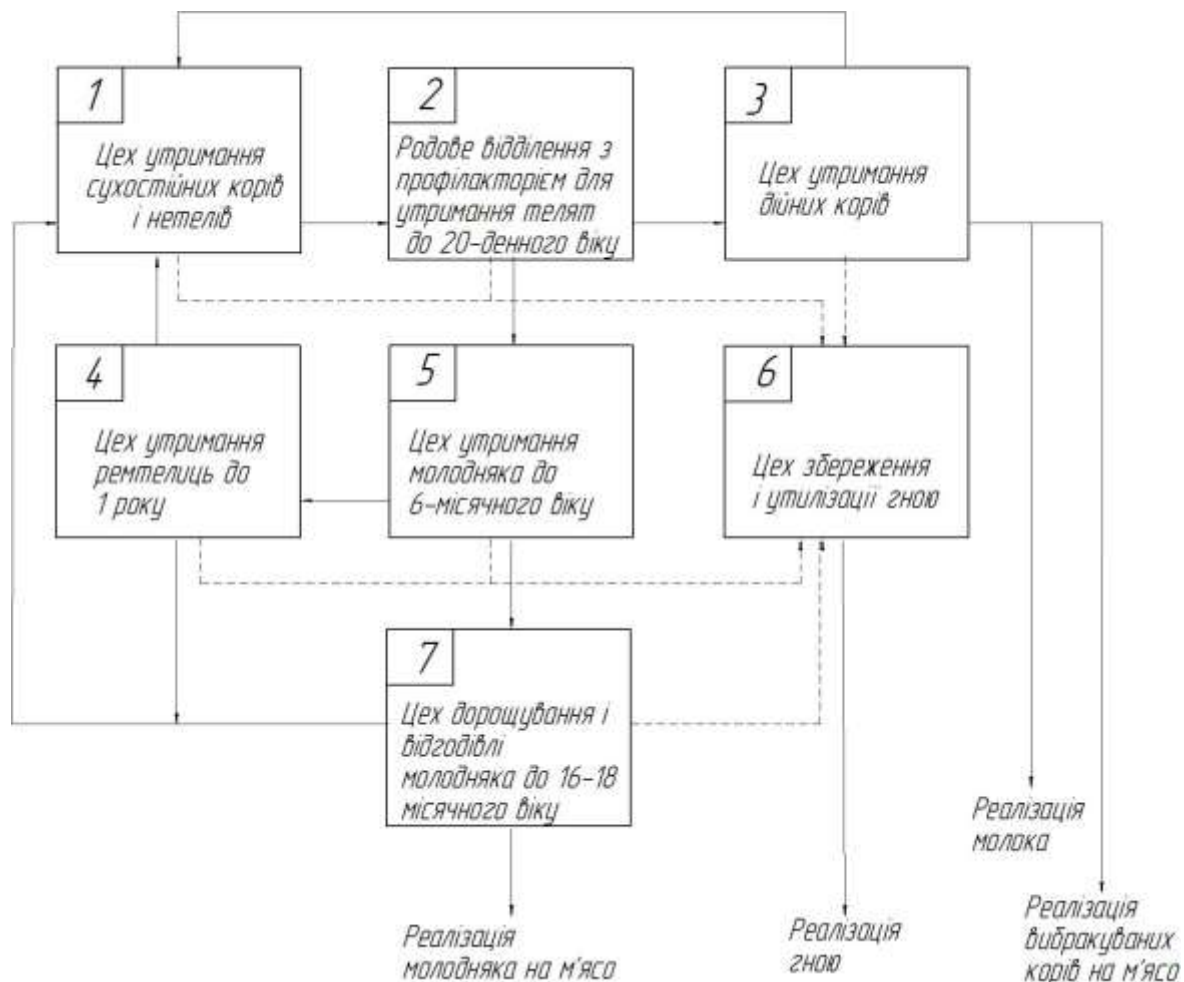 1
Цех утримання
сухостійних корів
і нетелів
2
Родове відділення з
профілакторієм для
утримання телят
до 20-денного віку
3
Цех утримання
дійних корів
4
Цех утримання
ремтелиць до
1 року
5
Цех утримання
молодняка до
6-місячного віку
6
Цех збереження
і утилізації гною
7
Цех дорощування і
відгодівлі
молодняка до 16-18
місячного віку
Реалізація
молока
Реалізація
молодняка на м'ясо
Реалізація
гною
Реалізація
вибракуваних
корів на м'ясо